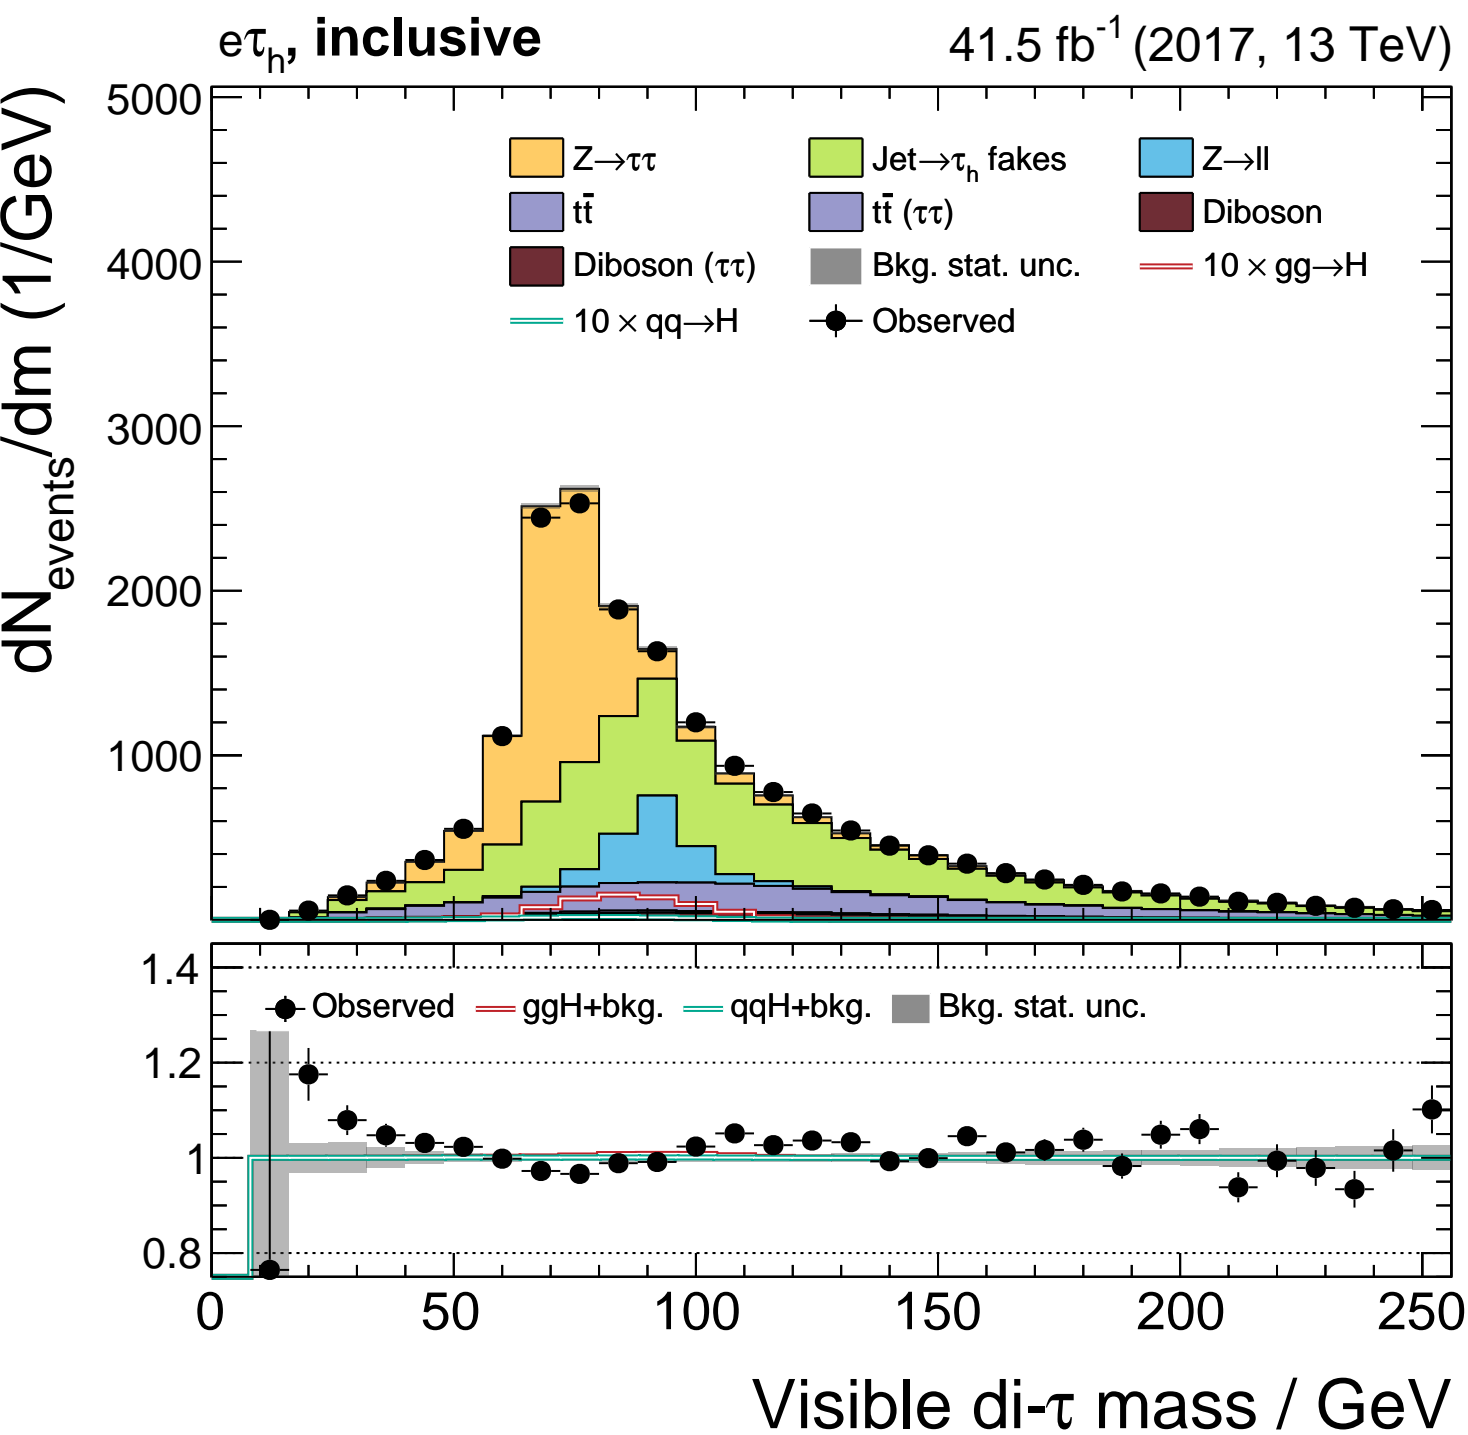 eτh, inclusive 41.5 fb-1 (2017, 13 TeV)
dNevents/dm (1/GeV)
5000
4000
3000
2000
1000
Z→ττ Jet→τh fakes Z→ll
tt̄ tt̄ (ττ) Diboson
Diboson (ττ) Bkg. stat. unc. 10 × gg→H
10 × qq→H Observed
1.4
1.2
1
0.8
Observed ggH+bkg. qqH+bkg. Bkg. stat. unc.
0 50 100 150 200 250
Visible di-τ mass / GeV